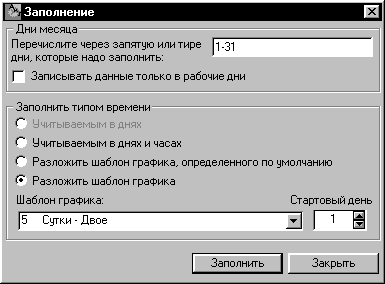 Заполнение
Дни месяца
Перечислите через запятую или тире
дни, которые надо заполнить:
1-31
Записывать данные только в рабочие дни
Заполнить типом времени
Учитываемым в днях
Учитываемым в днях и часах
Разложить шаблон графика, определенного по умолчанию
Разложить шаблон графика
Шаблон графика:
Стартовый день
5 Сутки - Двое
1
Заполнить
Закрыть